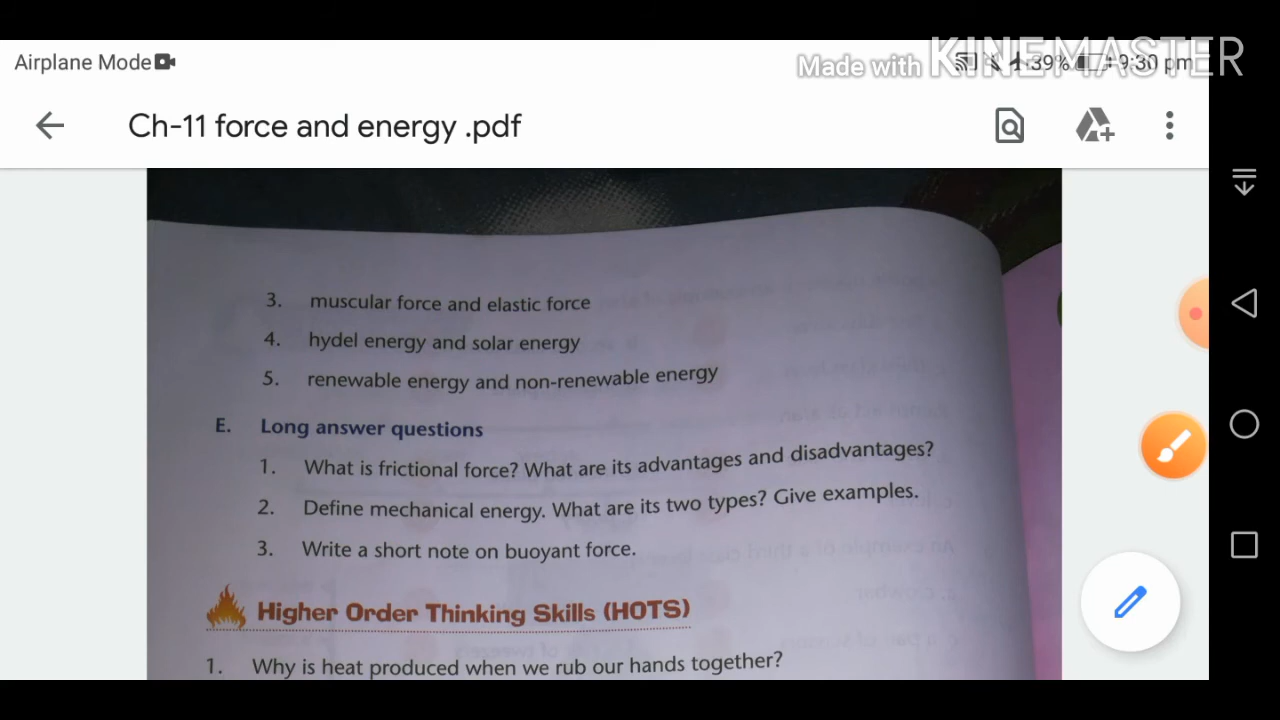 Airplane Mode
Made with KINEMASTER
39% 9:30 pm
Ch-11 force and energy .pdf
3. muscular force and elastic force
4. hydel energy and solar energy
5. renewable energy and non-renewable energy
E. Long answer questions
1. What is frictional force? What are its advantages and disadvantages?
2. Define mechanical energy. What are its two types? Give examples.
3. Write a short note on buoyant force.
Higher Order Thinking Skills (HOTS)
1. Why is heat produced when we rub our hands together?